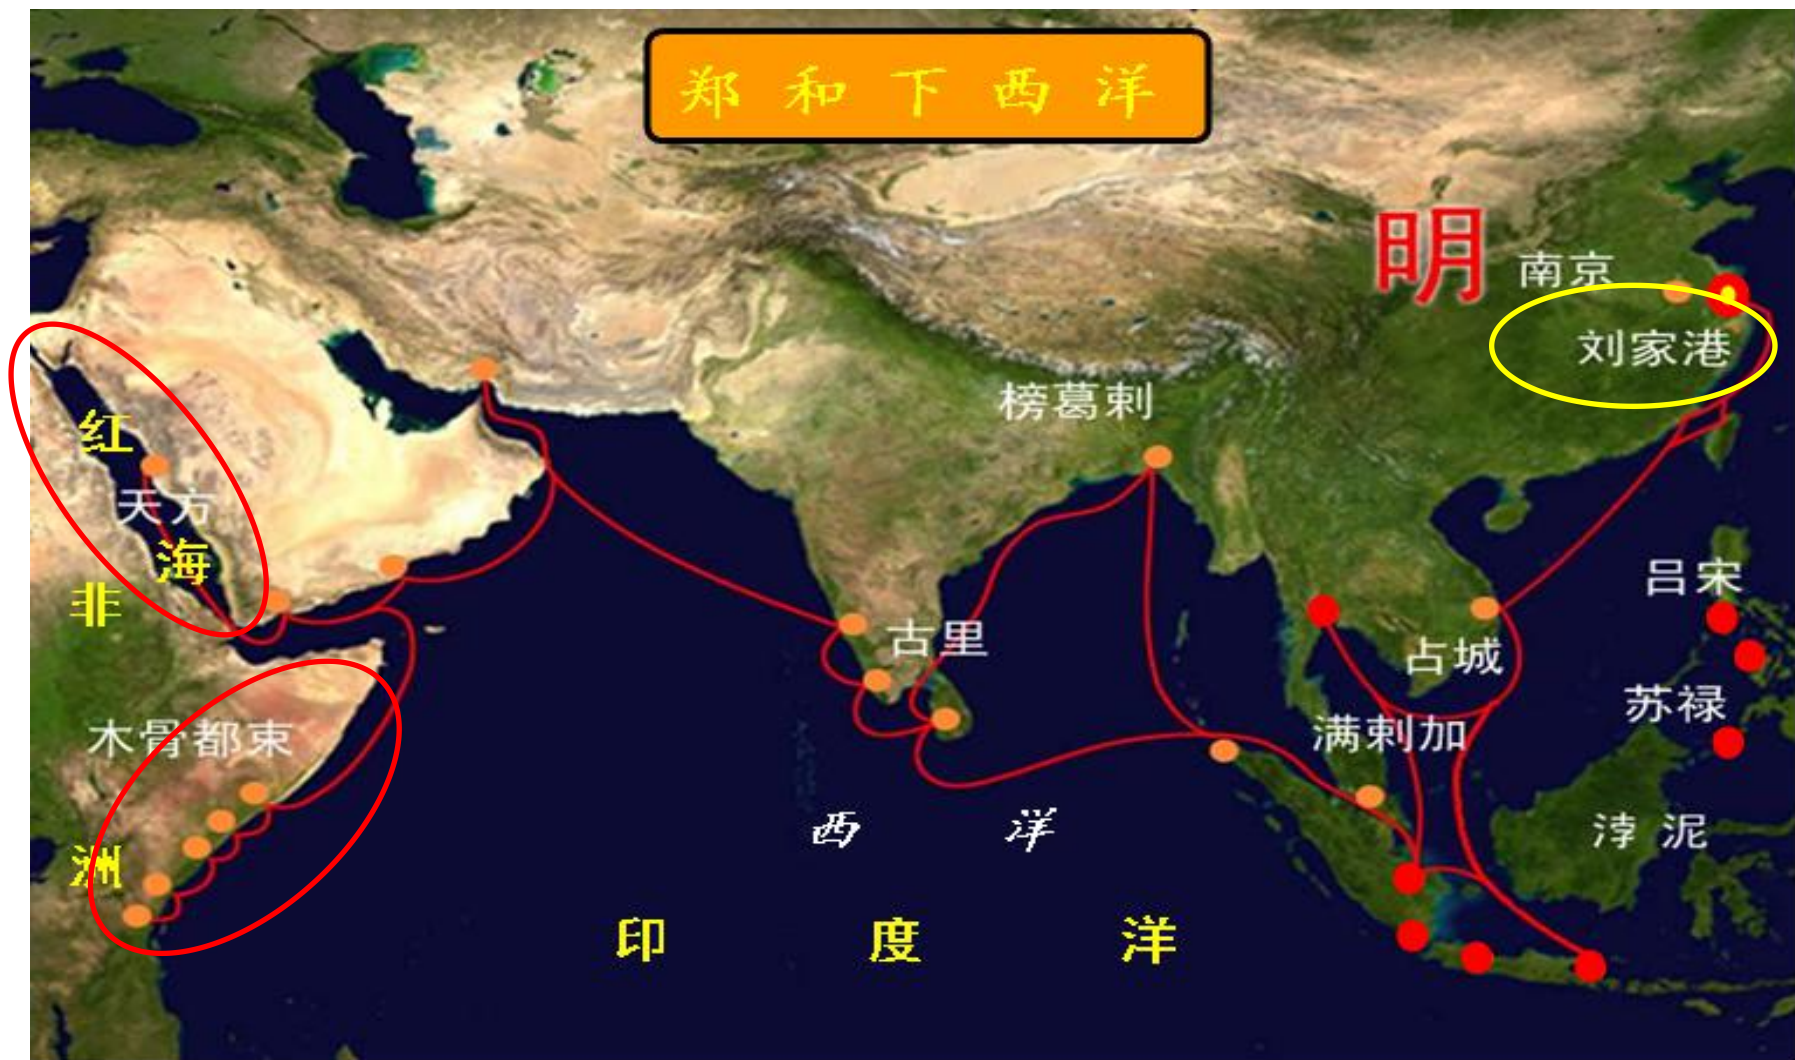 郑和下西洋
明
南京
刘家港
榜葛剌
红
天方
海
非
吕宋
古里
占城
苏禄
满剌加
木骨都束
西洋
浡泥
洲
印度洋